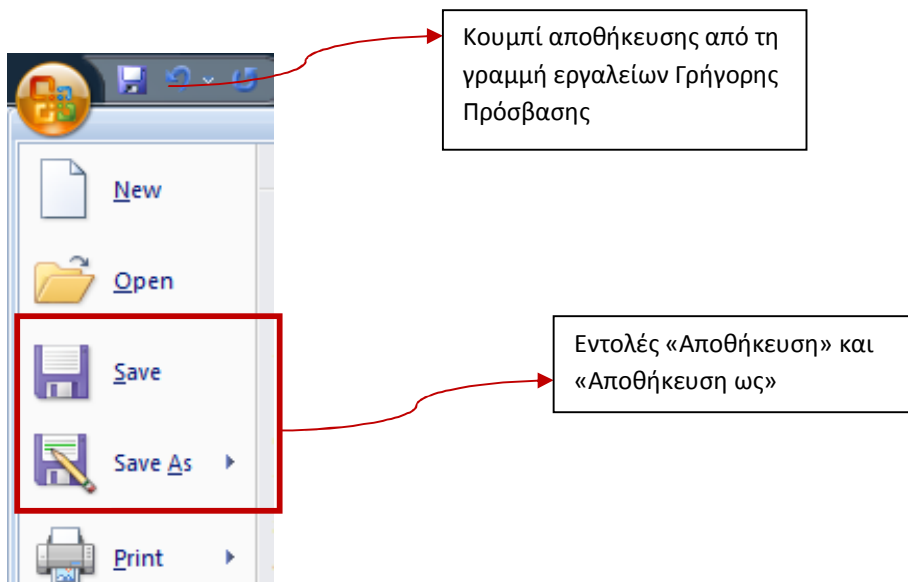 Κουμπί αποθήκευσης από τη
γραμμή εργαλείων Γρήγορης
Πρόσβασης
New
Open
Save
Save As
Print
Εντολές «Αποθήκευση» και
«Αποθήκευση ως»